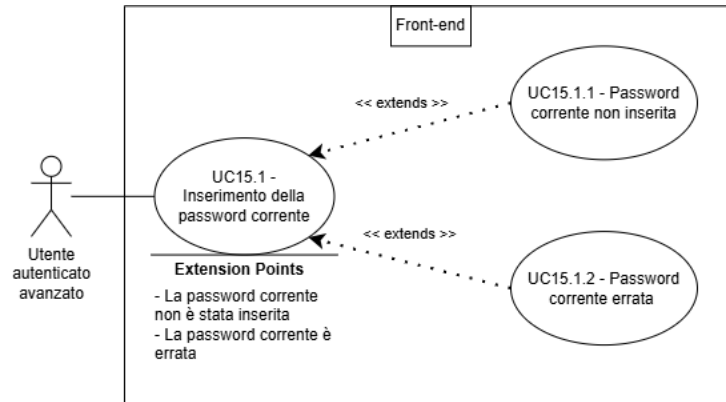 Front-end
UC15.1.1 - Password
corrente non inserita
<< extends >>
UC15.1 -
Inserimento della
password corrente
<< extends >>
Utente
autenticato
avanzato
Extension Points
- La password corrente
non è stata inserita
- La password corrente è
errata
UC15.1.2 - Password
corrente errata